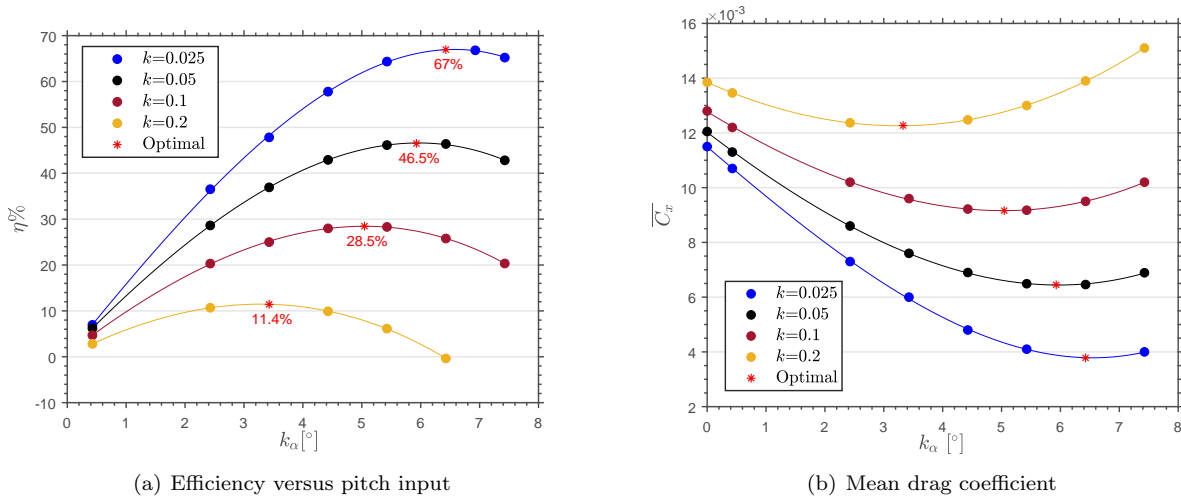 70
60
50
40
30
20
10
0
-10
η%
k=0.025
k=0.05
k=0.1
k=0.2
Optimal
67%
46.5%
28.5%
11.4%
0 1 2 3 4 5 6 7 8
kα[°]
(a) Efficiency versus pitch input
×10-3
16
14
12
10
8
6
4
2
Cx
k=0.025
k=0.05
k=0.1
k=0.2
Optimal
0 1 2 3 4 5 6 7 8
kα [°]
(b) Mean drag coefficient